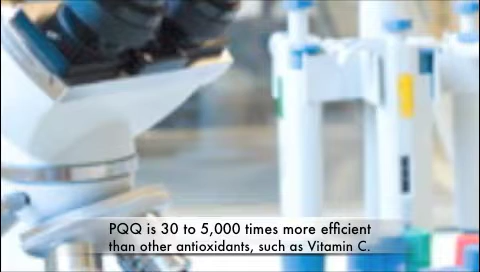 PQQ is 30 to 5,000 times more efficient
than other antioxidants, such as Vitamin C.